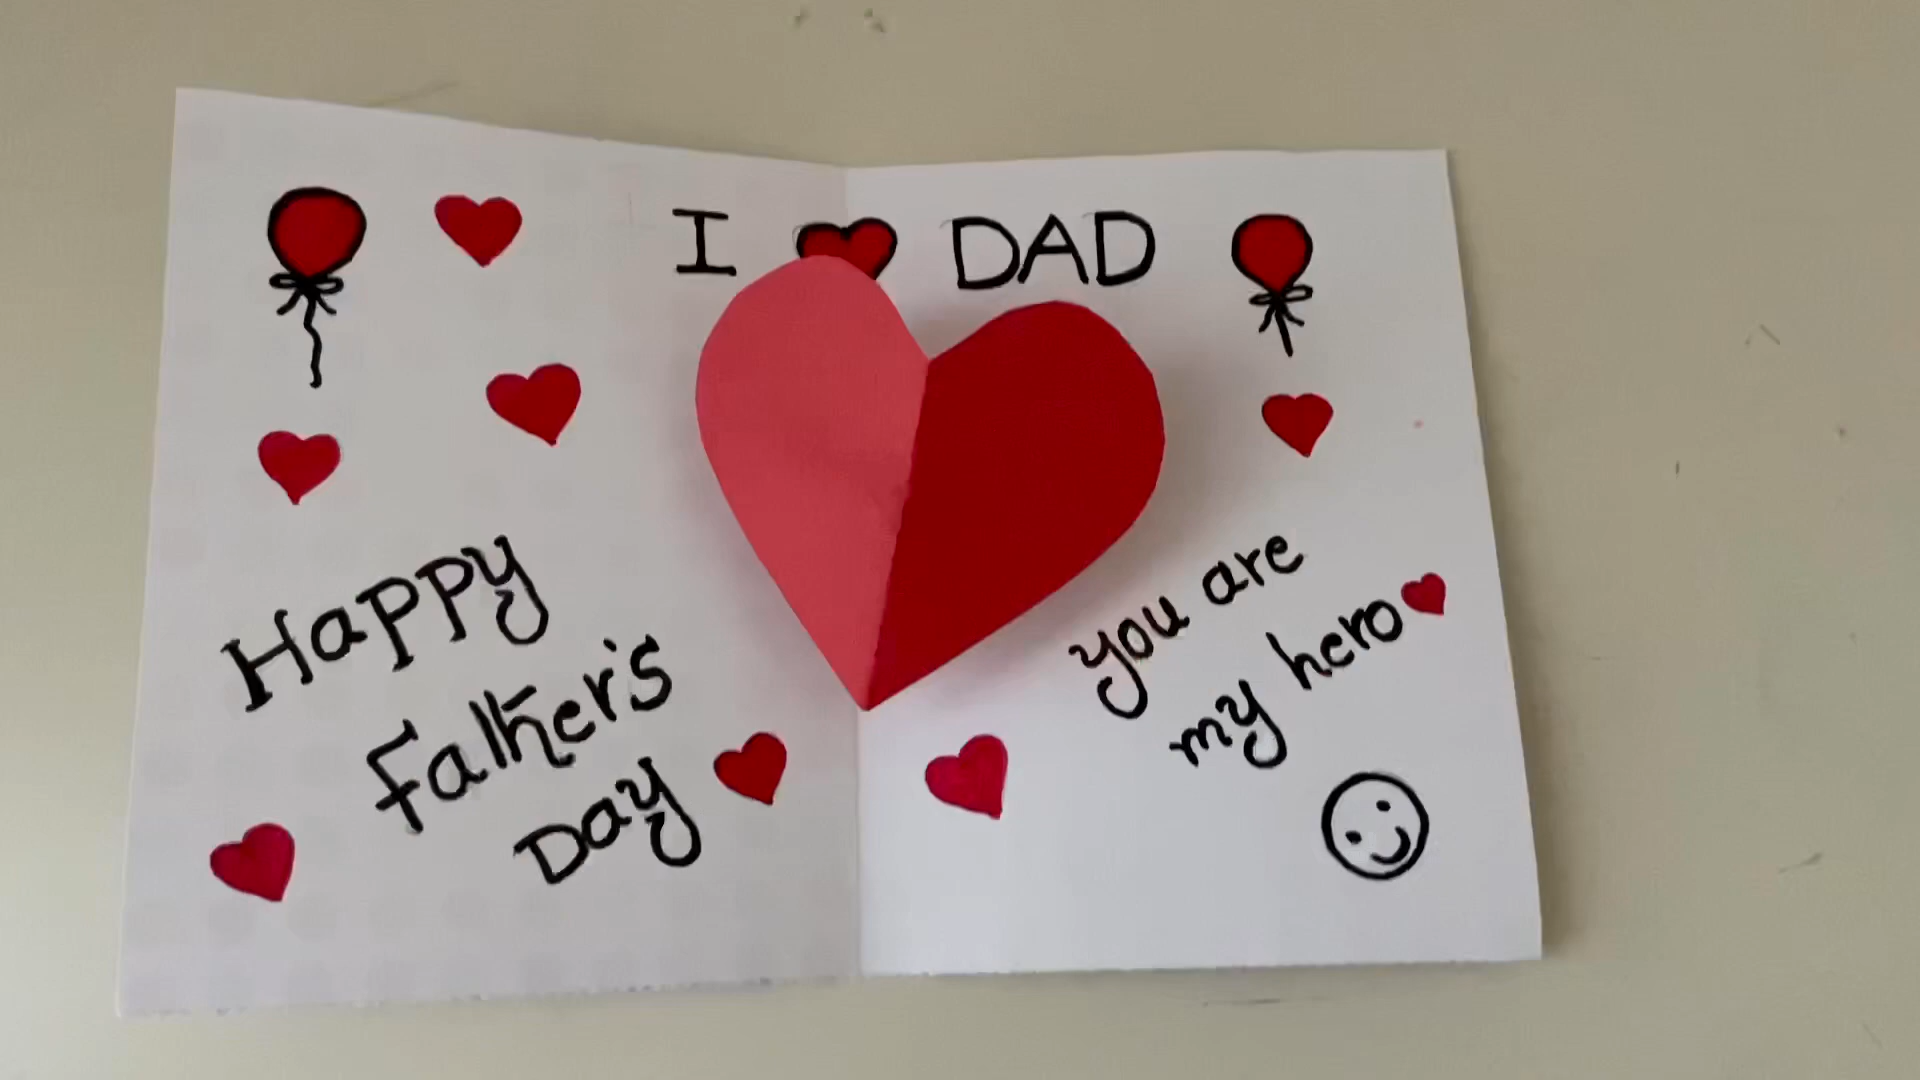 I ❤ DAD
Happy
Father's
Day
you are
my hero